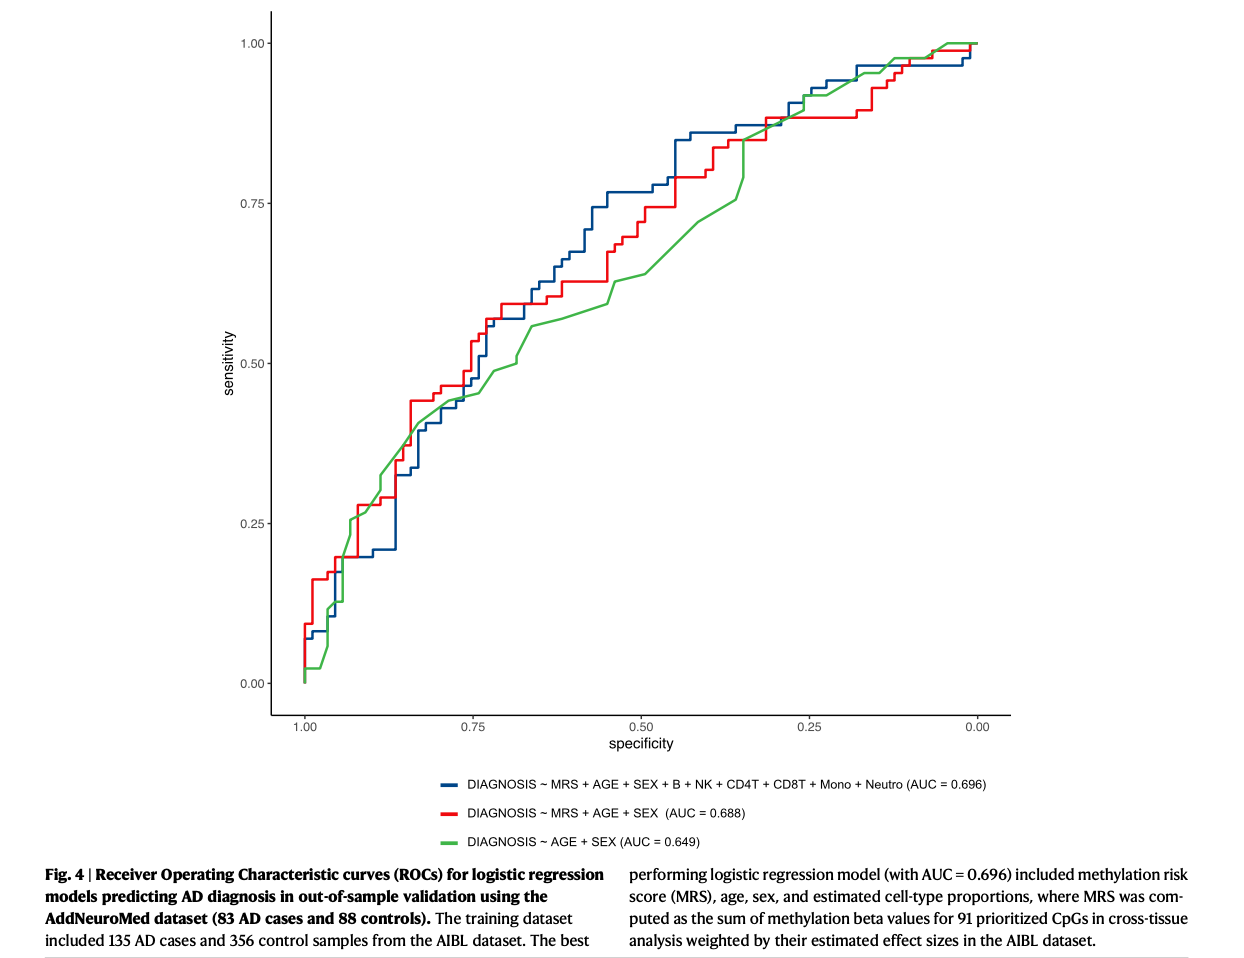 1.00
0.75
0.50
0.25
0.00
sensitivity
1.00 0.75 0.50 0.25 0.00
specificity
DIAGNOSIS ~ MRS + AGE + SEX + B + NK + CD4T + CD8T + Mono + Neutro (AUC = 0.696)
DIAGNOSIS ~ MRS + AGE + SEX (AUC = 0.688)
DIAGNOSIS ~ AGE + SEX (AUC = 0.649)
Fig. 4 | Receiver Operating Characteristic curves (ROCs) for logistic regression
models predicting AD diagnosis in out-of-sample validation using the
AddNeuroMed dataset (83 AD cases and 88 controls). The training dataset
included 135 AD cases and 356 control samples from the AIBL dataset. The best
performing logistic regression model (with AUC = 0.696) included methylation risk
score (MRS), age, sex, and estimated cell-type proportions, where MRS was com-
puted as the sum of methylation beta values for 91 prioritized CpGs in cross-tissue
analysis weighted by their estimated effect sizes in the AIBL dataset.